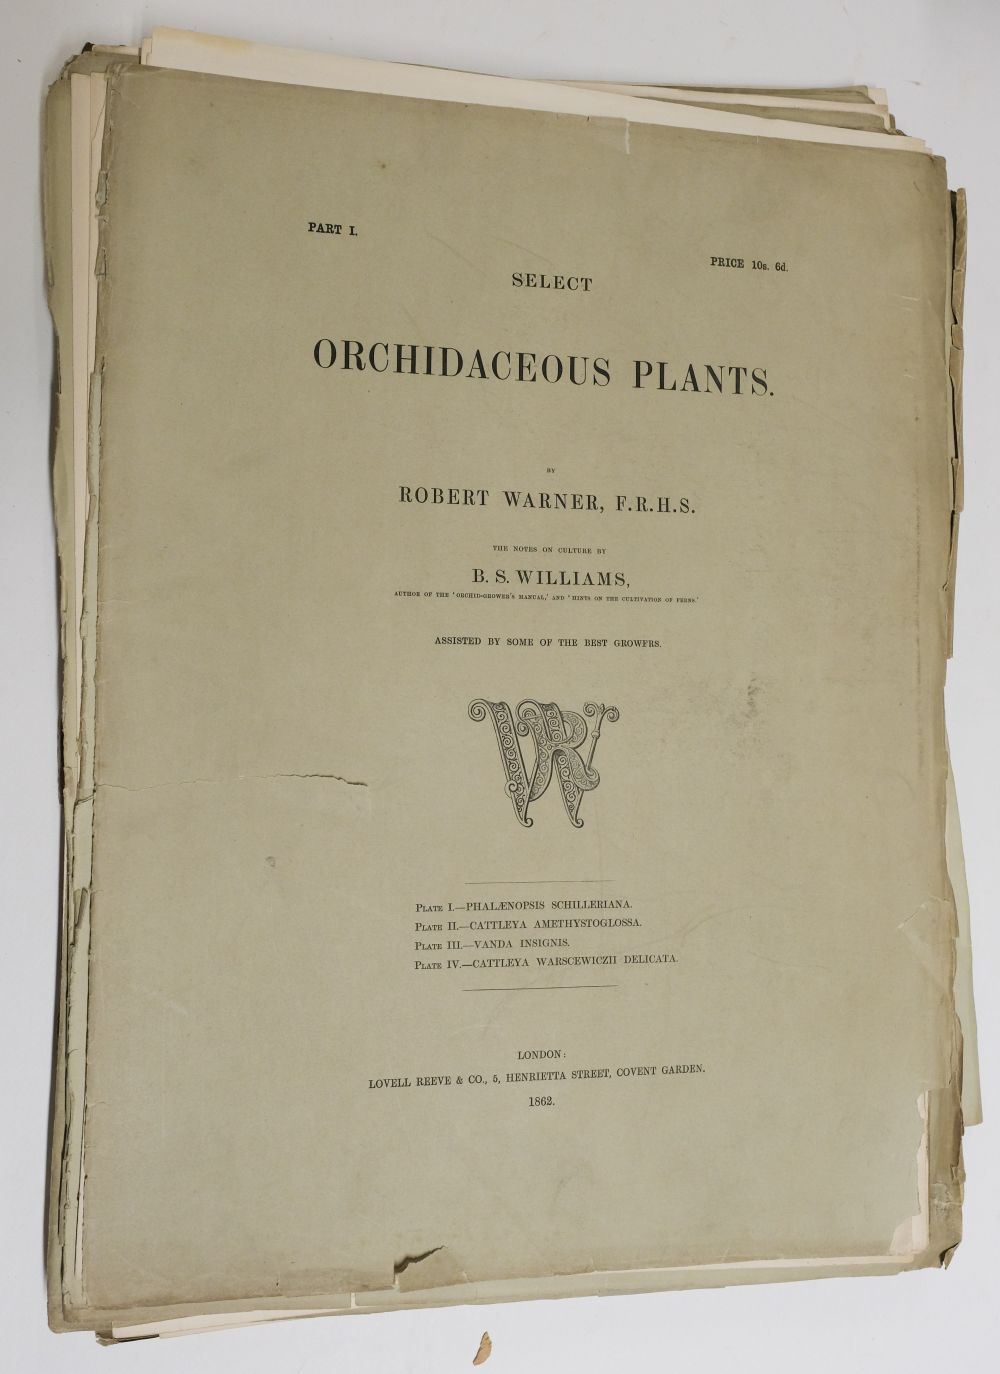 PART I.
PRICE 10s. 6d.
SELECT
ORCHIDACEOUS PLANTS.
BY
ROBERT WARNER, F.R.H.S.
THE NOTES ON CULTURE BY
B. S. WILLIAMS,
AUTHOR OF THE 'ORCHID-GROWER'S MANUAL,' AND 'HINTS ON THE CULTIVATION OF FERNS.'
ASSISTED BY SOME OF THE BEST GROWERS.
WR
PLATE I.—PHALÆNOPSIS SCHILLERIANA.
PLATE II.—CATTLEYA AMETHYSTOGLOSSA.
PLATE III.—VANDA INSIGNIS.
PLATE IV.—CATTLEYA WARSCEWICZII DELICATA.
LONDON:
LOVELL REEVE & CO., 5, HENRIETTA STREET, COVENT GARDEN.
1862.